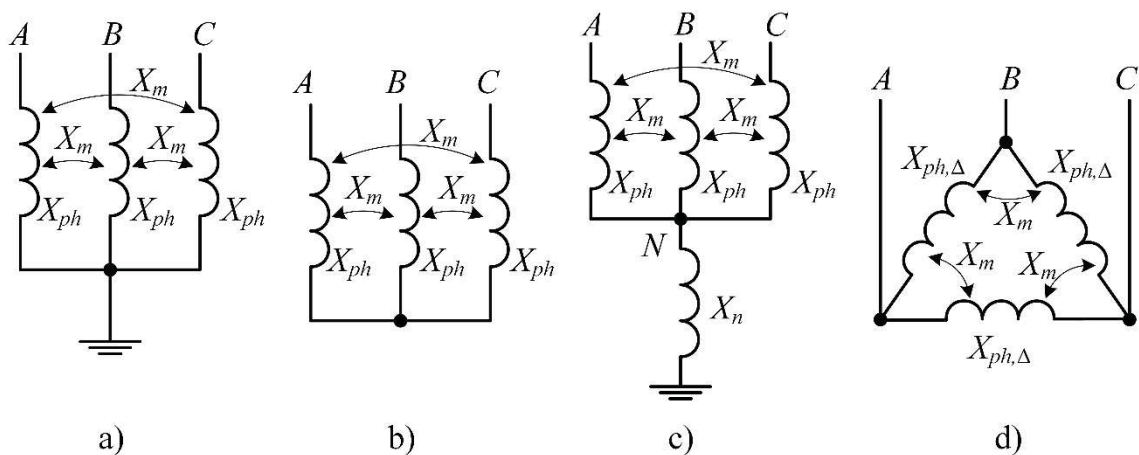 A B C
X_m
X_m X_m
X_ph X_ph X_ph
a)
A B C
X_m
X_m X_m
X_ph X_ph X_ph
b)
A B C
X_m
X_m X_m
X_ph X_ph X_ph
N
X_n
c)
A B C
X_ph,Δ X_ph,Δ
X_m
X_m X_m
X_ph,Δ
d)